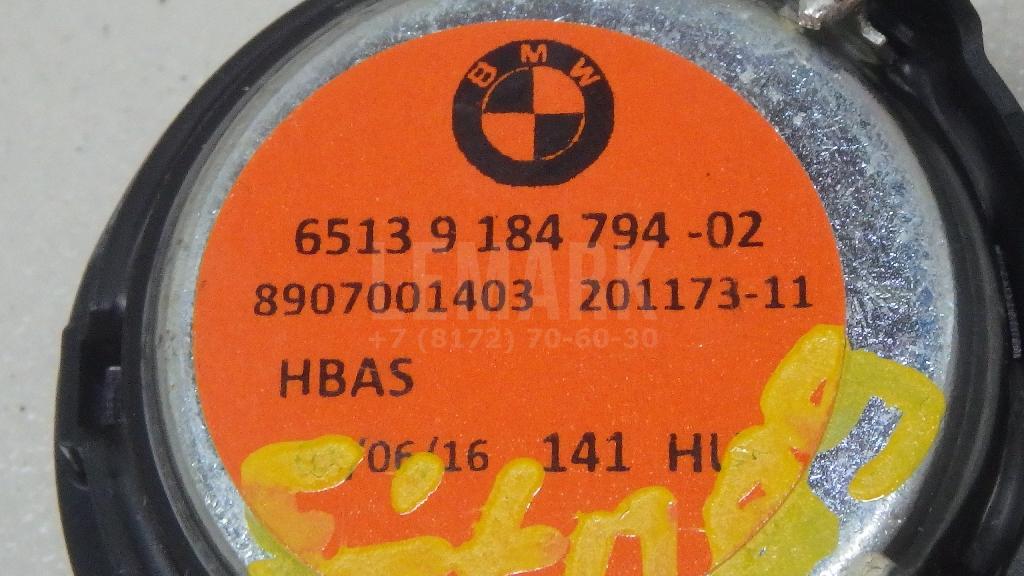 BMW
6513 9 184 794 -02
LEMARK
8907001403 201173-11
+7 (8172) 70-60-30
HBAS
/06/16 141